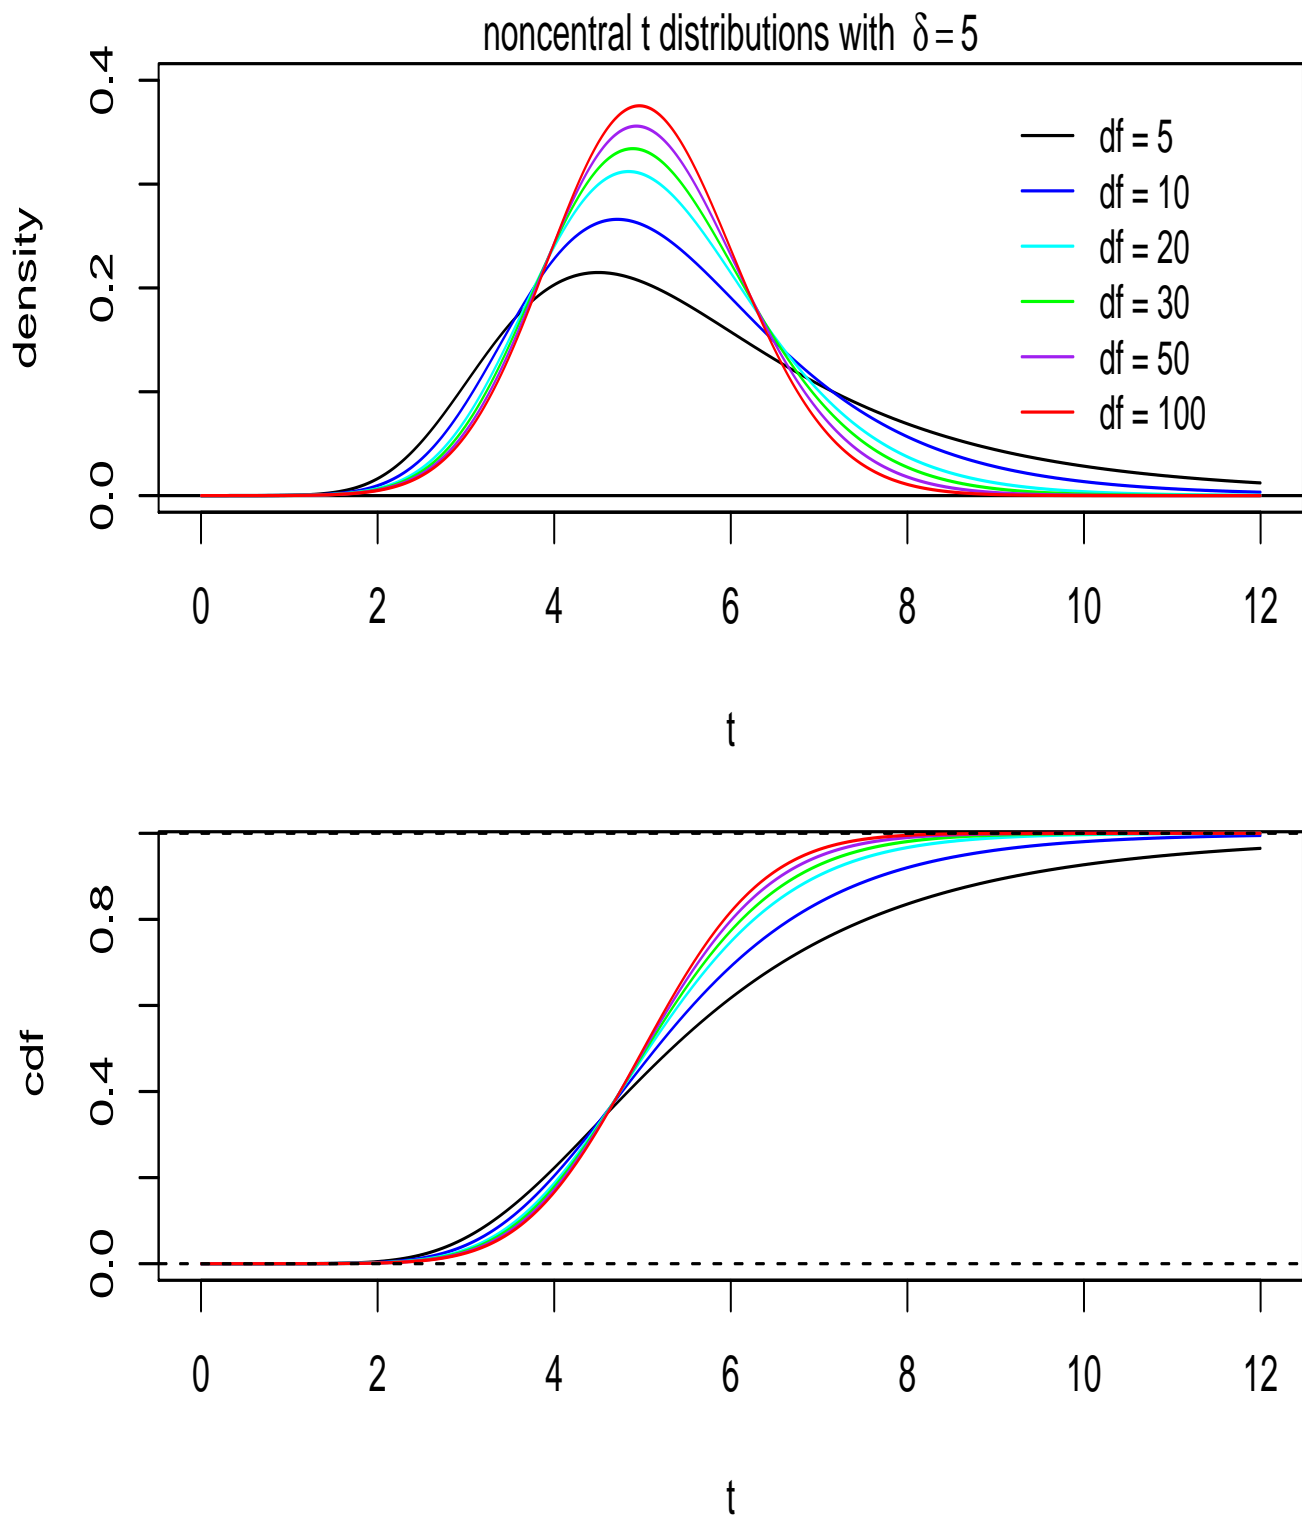 noncentral t distributions with δ = 5
density
0.0
0.2
0.4
df = 5
df = 10
df = 20
df = 30
df = 50
df = 100
0 2 4 6 8 10 12
t
cdf
0.0
0.4
0.8
0 2 4 6 8 10 12
t